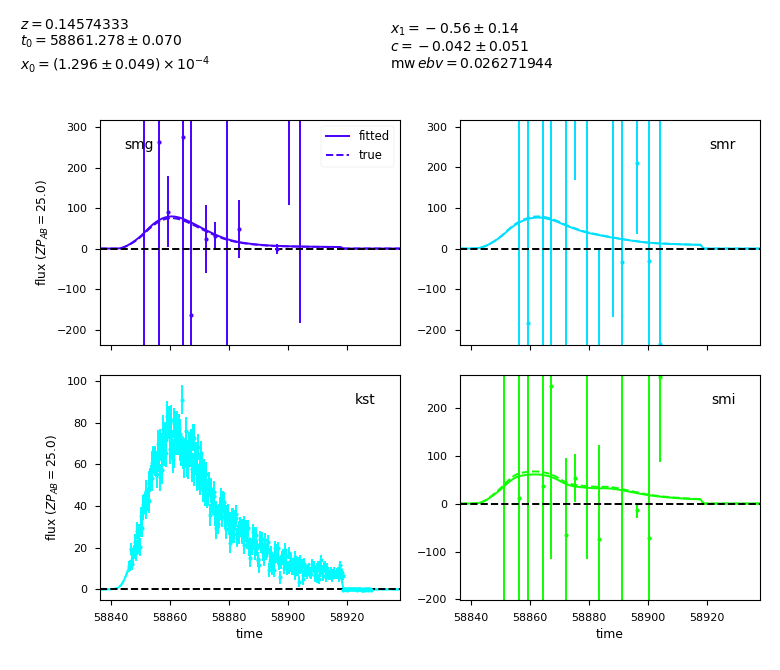 z = 0.14574333
t₀ = 58861.278 ± 0.070
x₀ = (1.296 ± 0.049) × 10⁻⁴
x₁ = −0.56 ± 0.14
c = −0.042 ± 0.051
mw ebv = 0.026271944
300
200
100
0
−100
−200
flux (ZP_AB = 25.0)
smg
fitted
true
300
200
100
0
−100
−200
smr
100
80
60
40
20
0
flux (ZP_AB = 25.0)
kst
58840 58860 58880 58900 58920
time
200
100
0
−100
−200
smi
58840 58860 58880 58900 58920
time